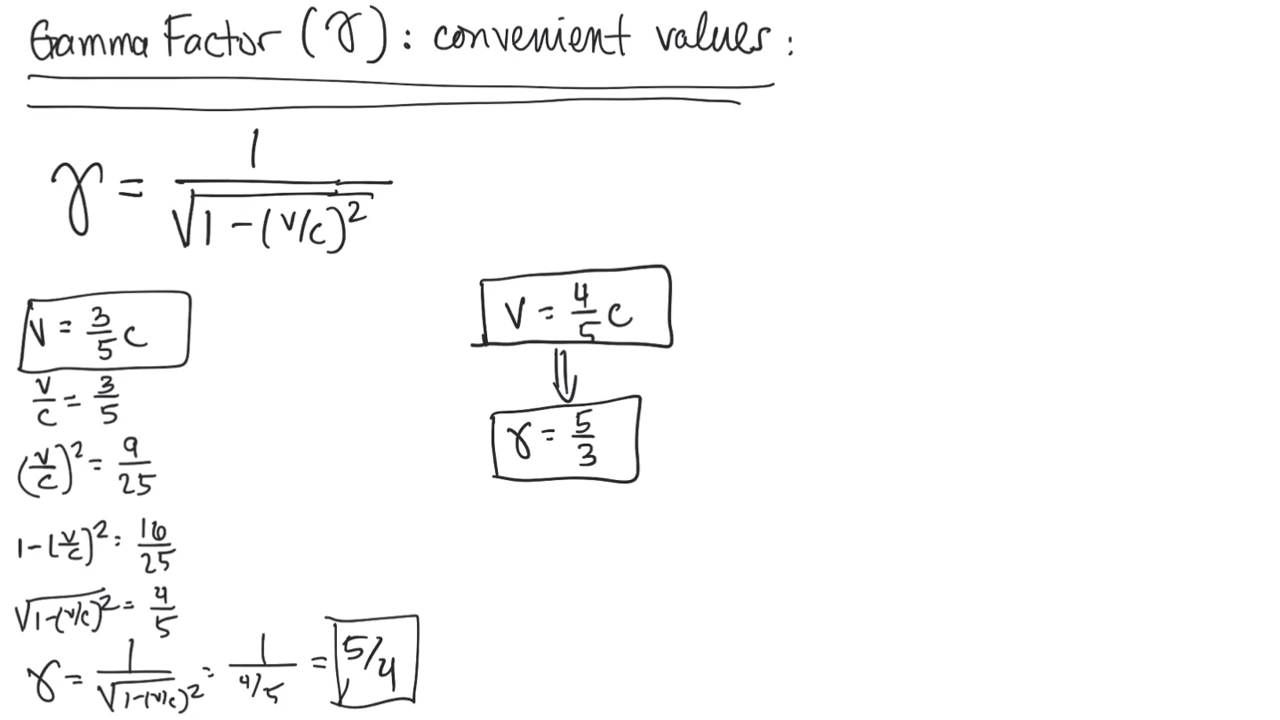 Gamma Factor (γ): convenient values:
γ = 1/√(1-(v/c)²)
v = 3/5 c
v/c = 3/5
(v/c)² = 9/25
1-(v/c)² = 16/25
√(1-(v/c)²) = 4/5
γ = 1/√(1-(v/c)²) = 1/(4/5) = 5/4
v = 4/5 c
⇓
γ = 5/3